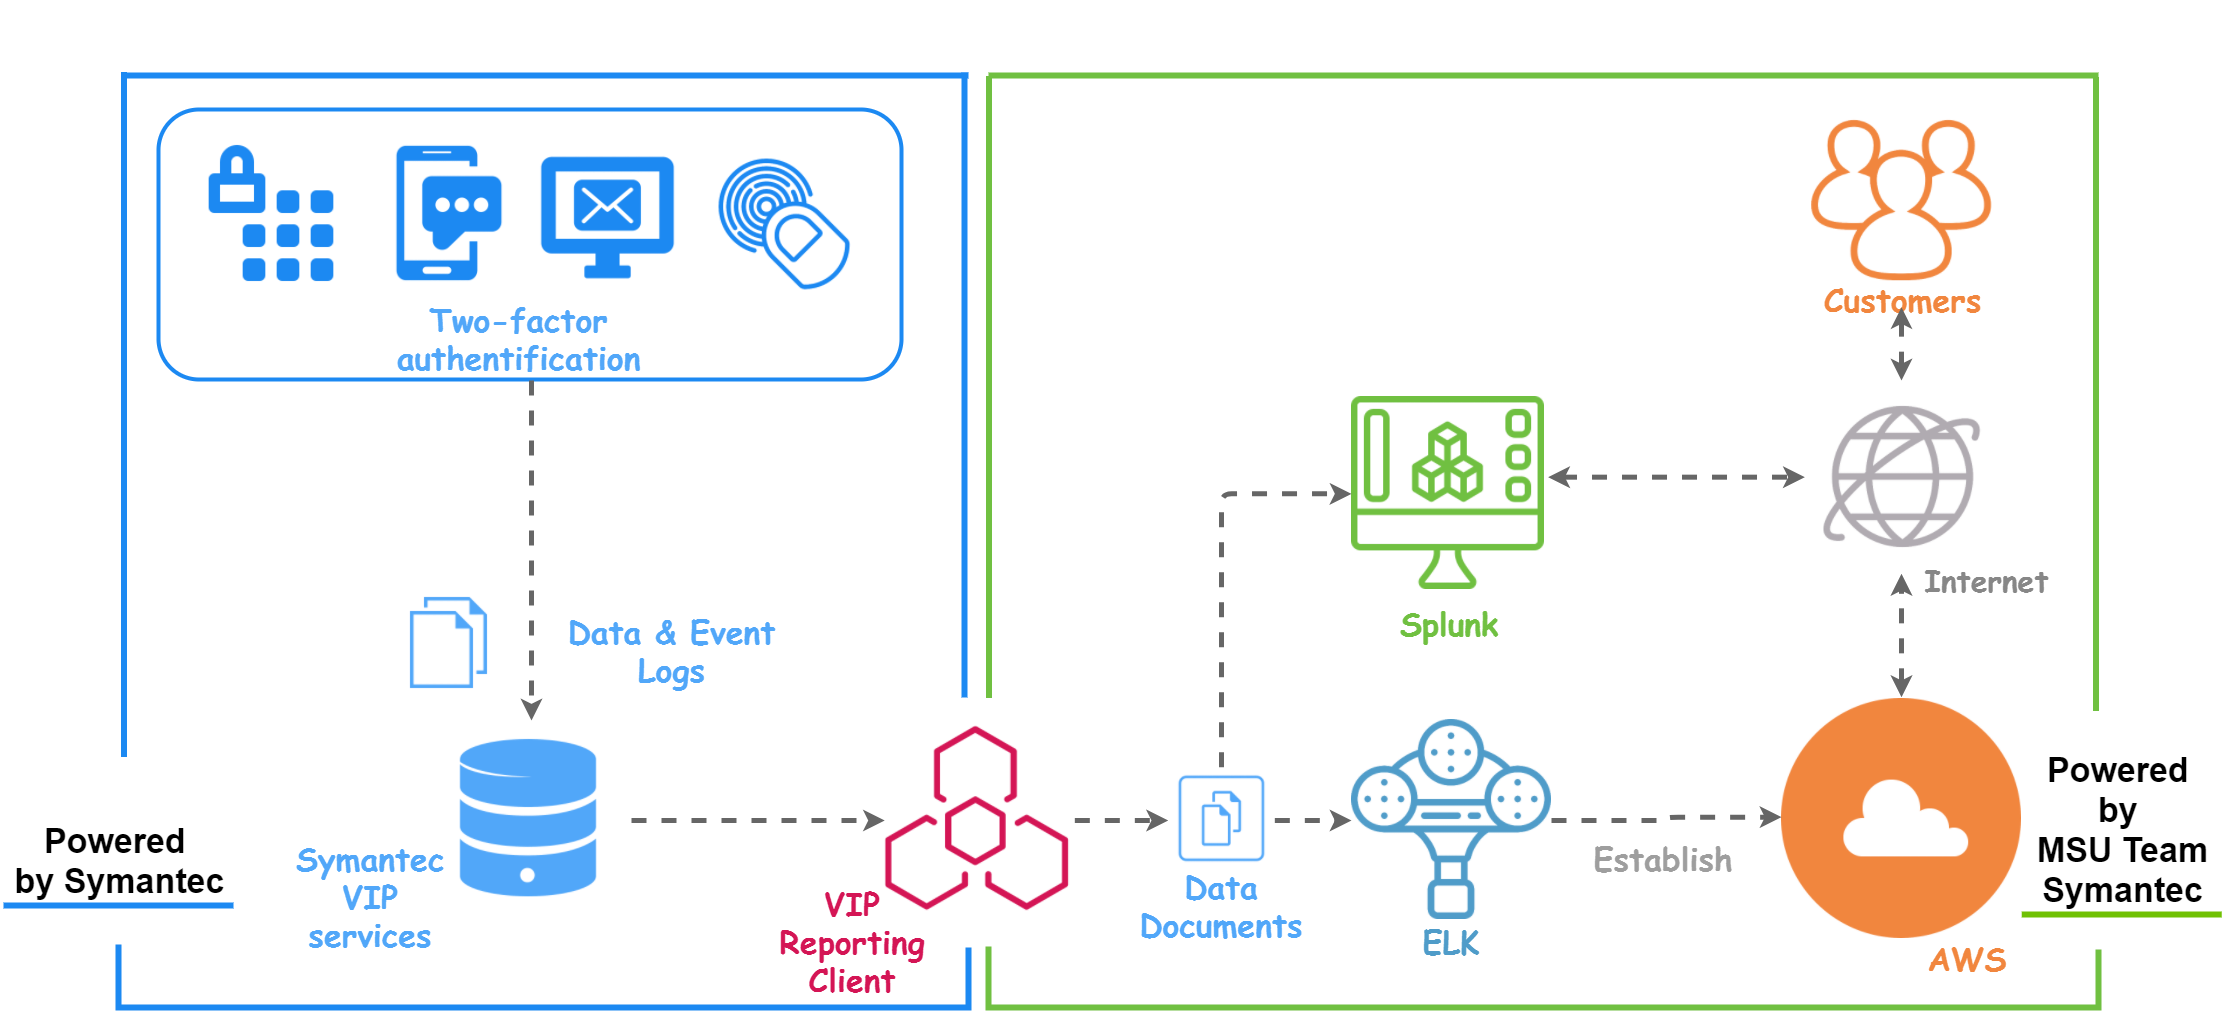 Two-factor
authentification
Data & Event
Logs
Powered
by Symantec
Symantec
VIP
services
VIP
Reporting
Client
Data
Documents
Splunk
ELK
Establish
Customers
Internet
AWS
Powered
by
MSU Team
Symantec